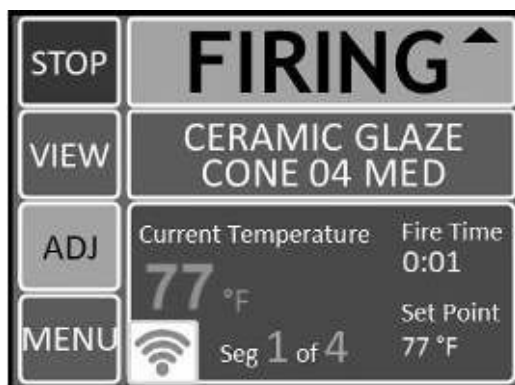 STOP
FIRING
VIEW
CERAMIC GLAZE
CONE 04 MED
ADJ
Current Temperature
77 °F
Fire Time
0:01
MENU
Seg 1 of 4
Set Point
77 °F